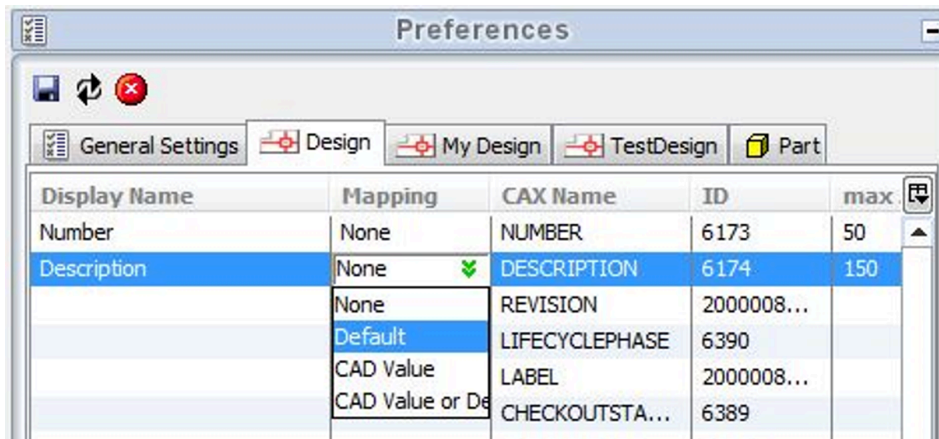 Preferences
General Settings Design My Design TestDesign Part
Display Name Mapping CAX Name ID max
Number None NUMBER 6173 50
Description None DESCRIPTION 6174 150
None REVISION 2000008...
Default LIFECYCLEPHASE 6390
CAD Value LABEL 2000008...
CAD Value or De CHECKOUTSTA... 6389